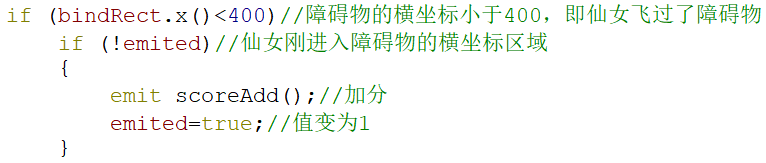 if (bindRect.x()<400)//障碍物的横坐标小于400，即仙女飞过了障碍物
if (!emited)//仙女刚进入障碍物的横坐标区域
{
emit scoreAdd();//加分
emited=true;//值变为1
}